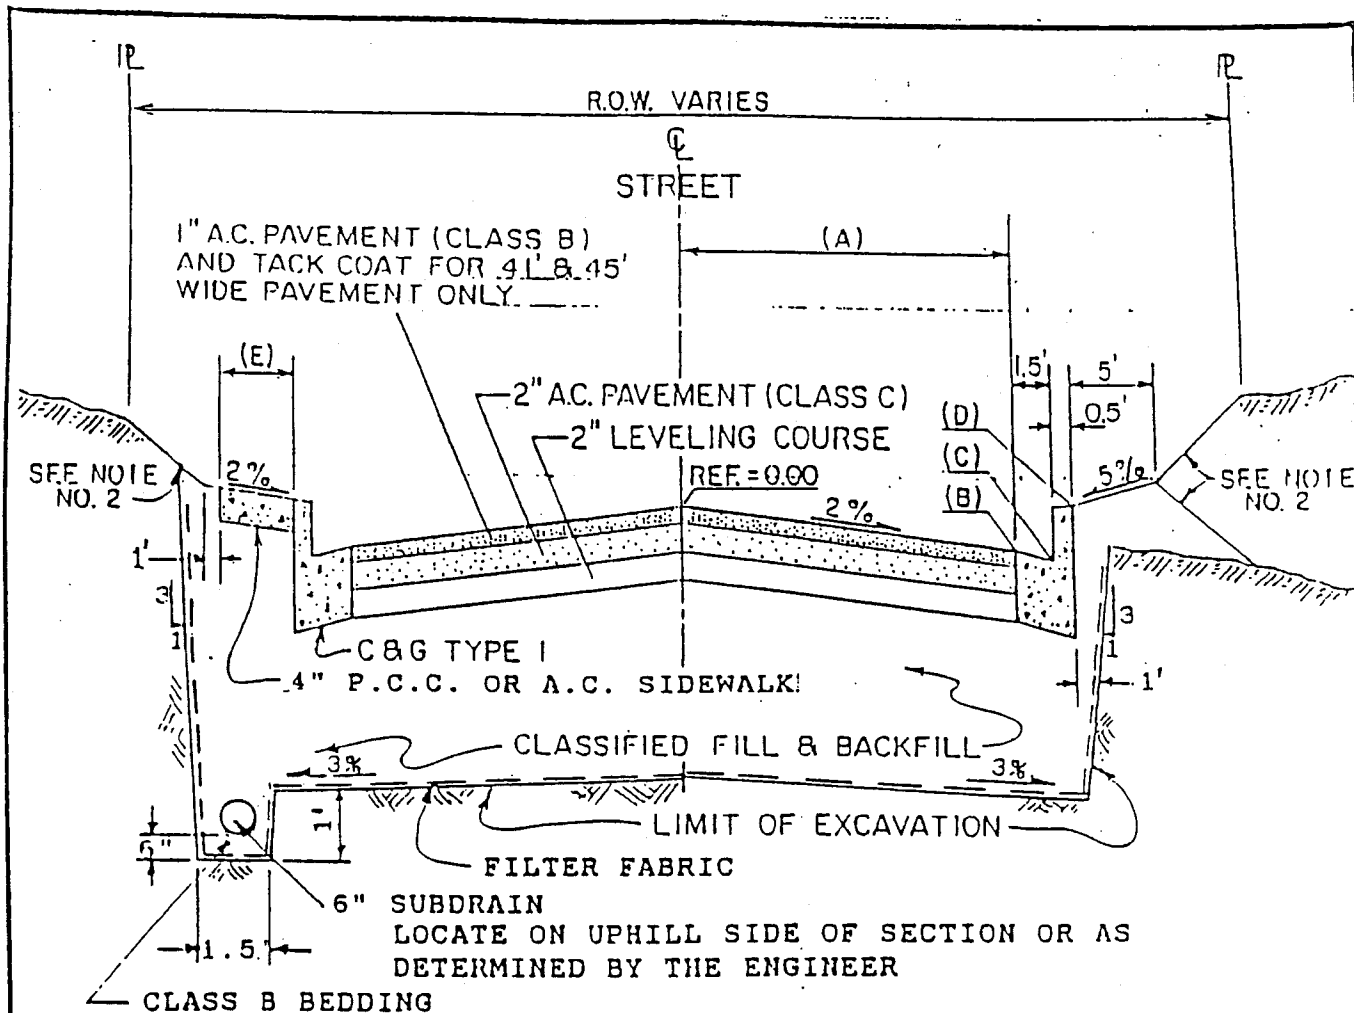 PL
PL
R.O.W. VARIES
CL
STREET
1" A.C. PAVEMENT (CLASS B)
AND TACK COAT FOR 41' & 45'
WIDE PAVEMENT ONLY.
(A)
(E)
1.5'
5'
0.5'
2" A.C. PAVEMENT (CLASS C)
2" LEVELING COURSE
(D)
(C)
(B)
REF. = 0.00
SEE NOTE
NO. 2
2%
2%
5%
SEE NOTE
NO. 2
1'
3
1
3
1
1'
C&G TYPE 1
4" P.C.C. OR A.C. SIDEWALK
CLASSIFIED FILL & BACKFILL
3%
3%
1'
LIMIT OF EXCAVATION
6"
FILTER FABRIC
6" SUBDRAIN
LOCATE ON UPHILL SIDE OF SECTION OR AS
DETERMINED BY THE ENGINEER
1.5'
CLASS B BEDDING